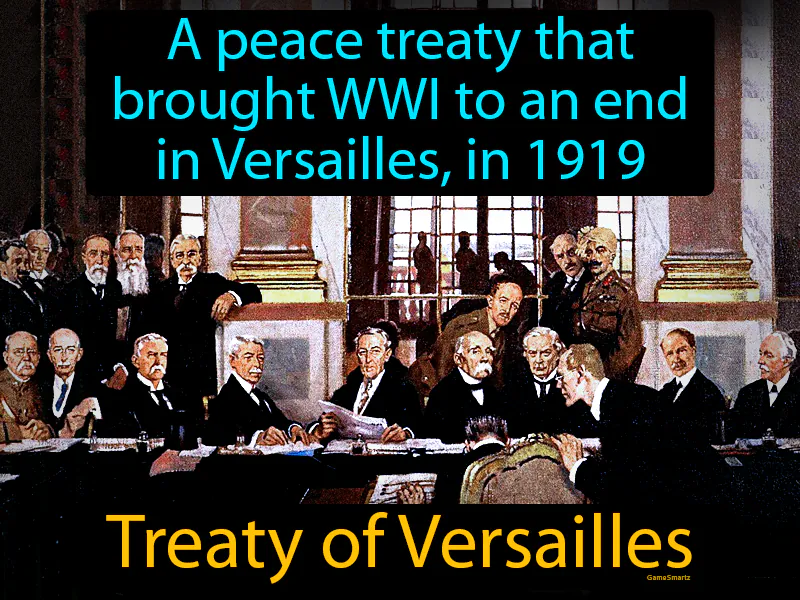 A peace treaty that
brought WWI to an end
in Versailles, in 1919
Treaty of Versailles
GameSmartz